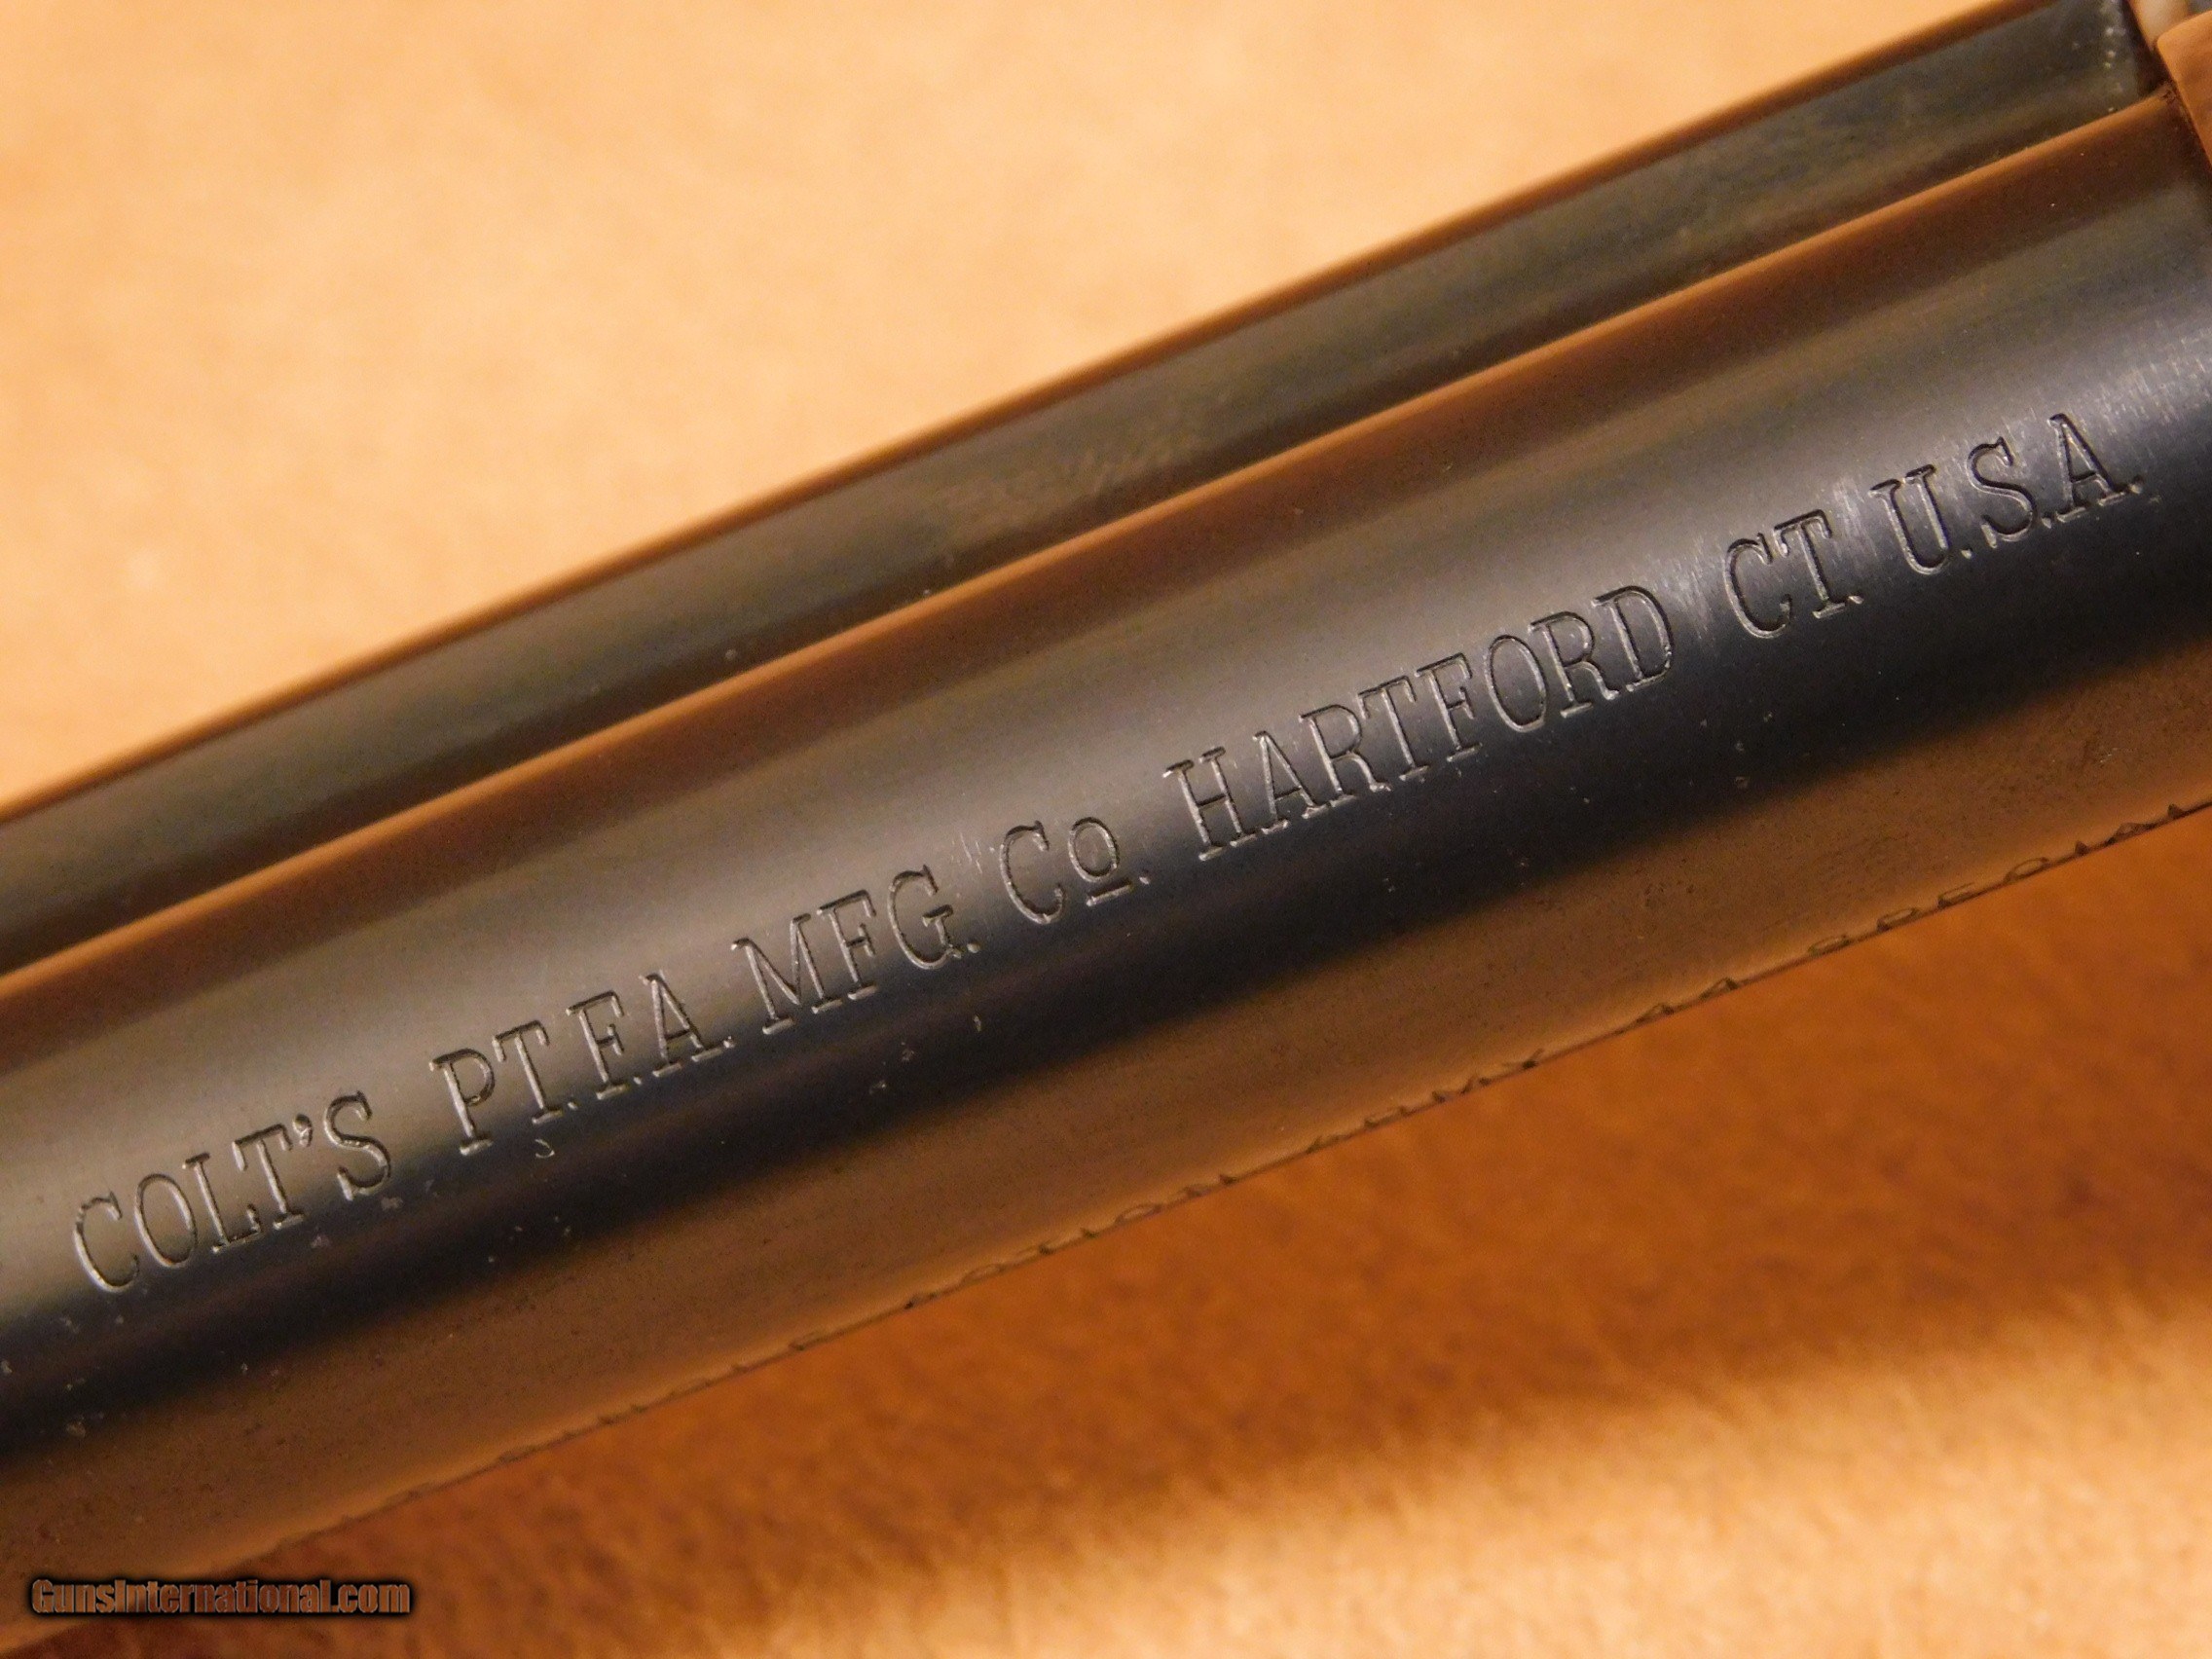 COLT'S PT.F.A. MFG. Co. HARTFORD CT. U.S.A.
GunsInternational.com